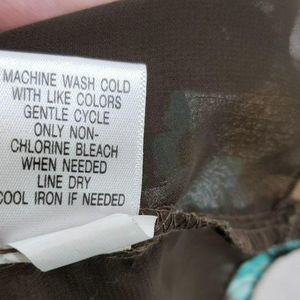 MACHINE WASH COLD
WITH LIKE COLORS
GENTLE CYCLE
ONLY NON-
CHLORINE BLEACH
WHEN NEEDED
LINE DRY
COOL IRON IF NEEDED